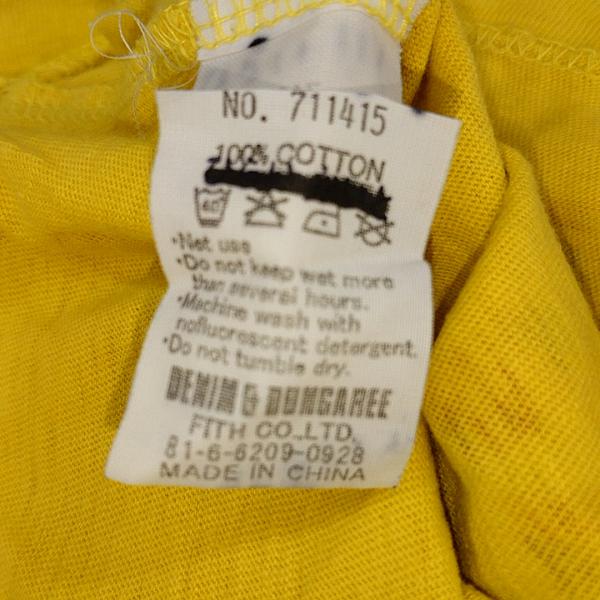 NO. 711415
100% COTTON
40
•Net use
•Do not keep wet more
than several hours.
•Machine wash with
nofluorescent detergent.
•Do not tumble dry.
DENIM & DUNGAREE
FITH CO.,LTD.
81-6-6209-0928
MADE IN CHINA